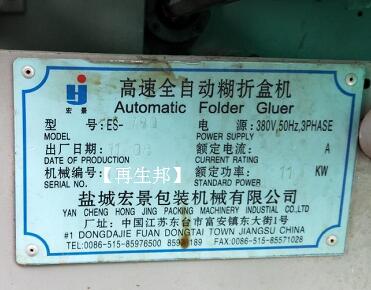 宏景
高速全自动糊折盒机
Automatic Folder Gluer
型 号:ES- 电 源:380V,50Hz,3PHASE
MODEL POWER SUPPLY
出厂日期: 额定电流: A
DATE OF PRODUCTION CURRENT RATING
机械编号: 【再生邦】 额定功率: 11 KW
SERIAL NO. STANDARD POWER
盐城宏景包装机械有限公司
YAN CHENG HONG JING PACKING MACHINERY INDUSTIAL CO.,LTD
厂址:中国江苏东台市富安镇东大街1号
#1 DONGDAJIE FUAN DONGTAI TOWN JIANGSU CHINA
TEL:0086-515-85976500 FAX:0086-515-85571028